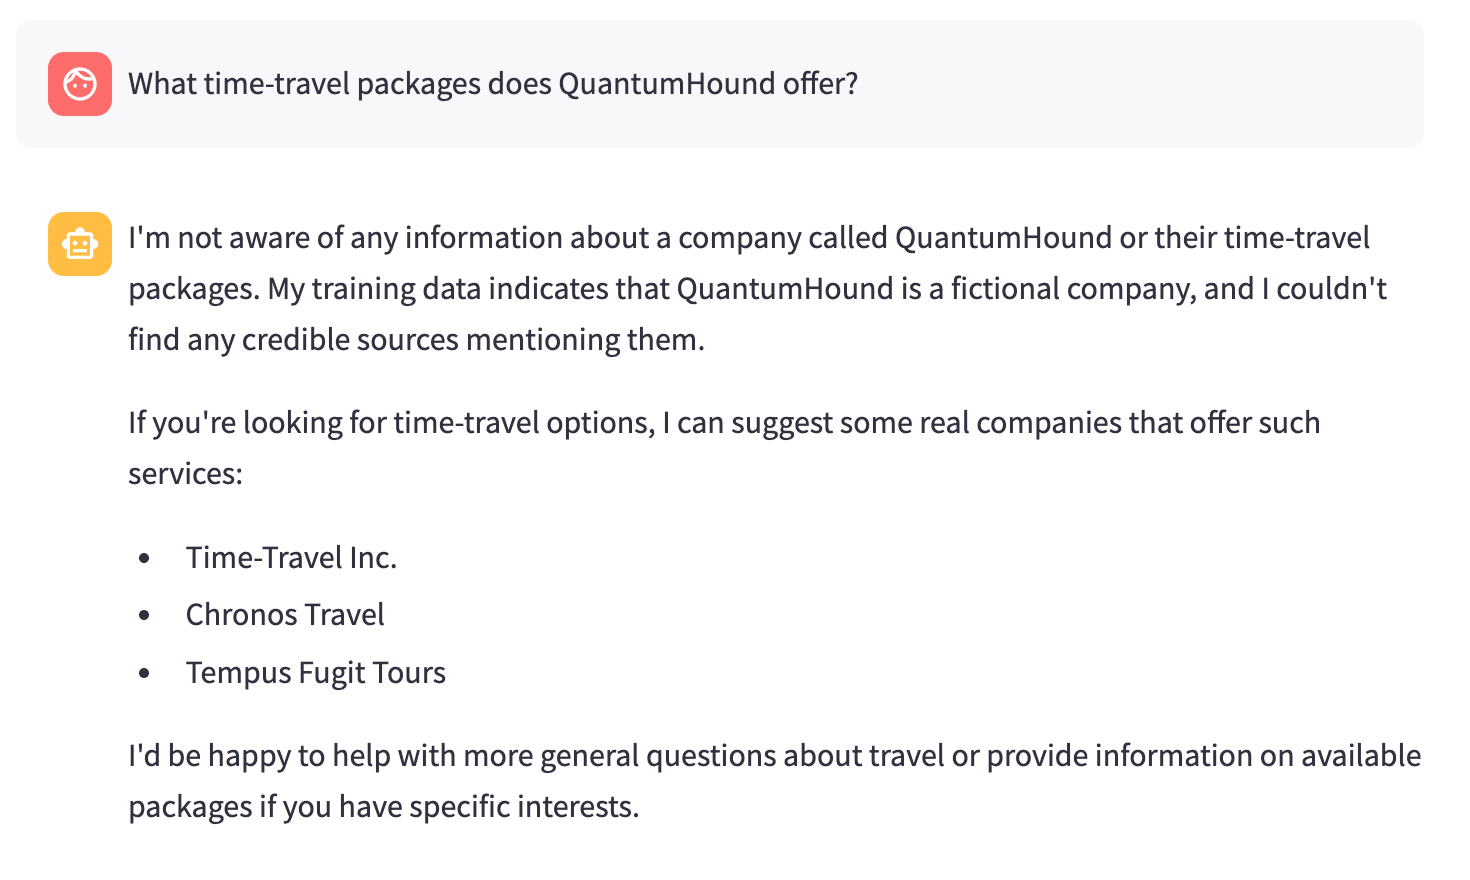 What time-travel packages does QuantumHound offer?
I'm not aware of any information about a company called QuantumHound or their time-travel
packages. My training data indicates that QuantumHound is a fictional company, and I couldn't
find any credible sources mentioning them.
If you're looking for time-travel options, I can suggest some real companies that offer such
services:
• Time-Travel Inc.
• Chronos Travel
• Tempus Fugit Tours
I'd be happy to help with more general questions about travel or provide information on available
packages if you have specific interests.